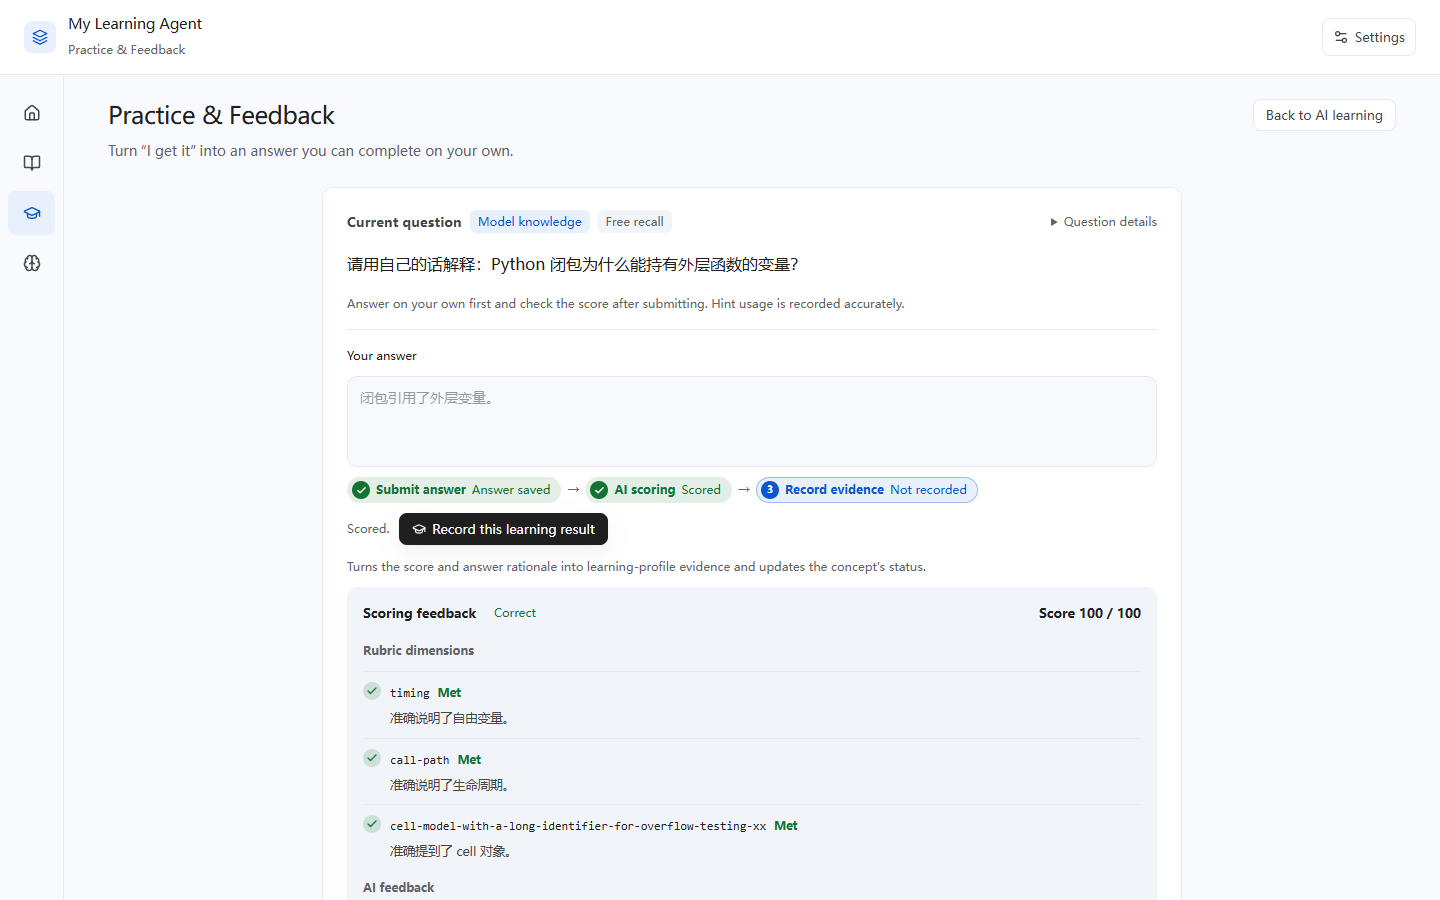 My Learning Agent
Practice & Feedback
Settings
Practice & Feedback
Back to AI learning
Turn “I get it” into an answer you can complete on your own.
Current question Model knowledge Free recall
Question details
请用自己的话解释：Python 闭包为什么能持有外层函数的变量？
Answer on your own first and check the score after submitting. Hint usage is recorded accurately.
Your answer
闭包引用了外层变量。
Submit answer Answer saved → AI scoring Scored → 3 Record evidence Not recorded
Scored. Record this learning result
Turns the score and answer rationale into learning-profile evidence and updates the concept's status.
Scoring feedback Correct Score 100 / 100
Rubric dimensions
timing Met
准确说明了自由变量。
call-path Met
准确说明了生命周期。
cell-model-with-a-long-identifier-for-overflow-testing-xx Met
准确提到了 cell 对象。
AI feedback